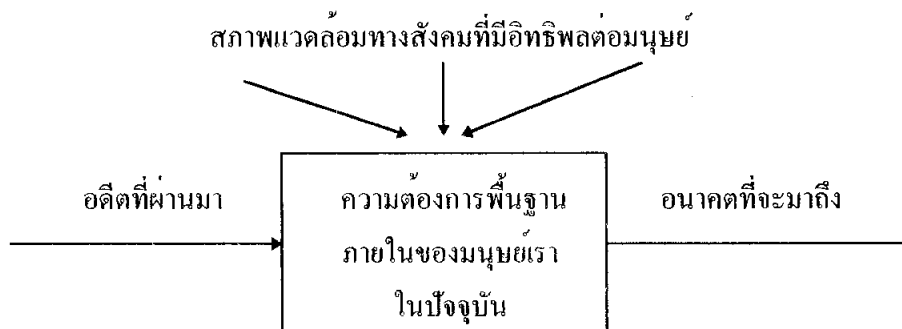 สภาพแวดล้อมทางสังคมที่มีอิทธิพลต่อมนุษย์
อดีตที่ผ่านมา
ความต้องการพื้นฐาน
ภายในของมนุษย์เรา
ในปัจจุบัน
อนาคตที่จะมาถึง